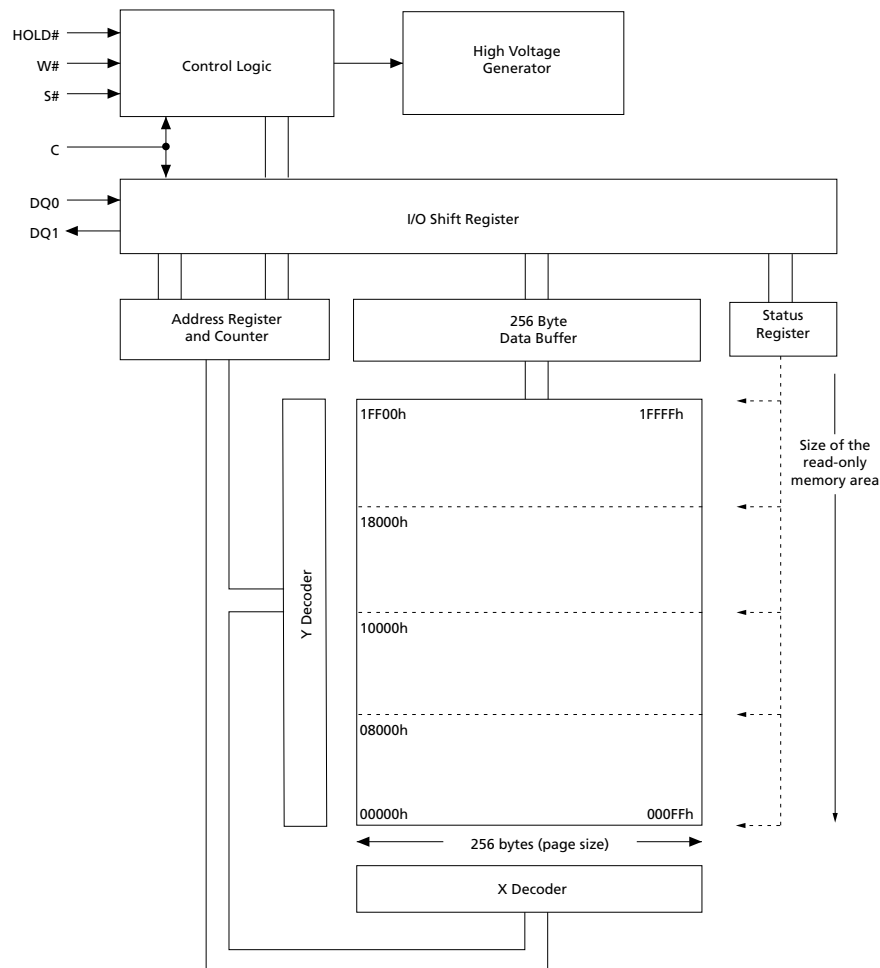 HOLD#
W#
S#
C
DQ0
DQ1
Control Logic
High Voltage
Generator
I/O Shift Register
Address Register
and Counter
256 Byte
Data Buffer
Status
Register
1FF00h
1FFFFh
18000h
10000h
08000h
00000h
000FFh
Size of the
read-only
memory area
Y Decoder
256 bytes (page size)
X Decoder